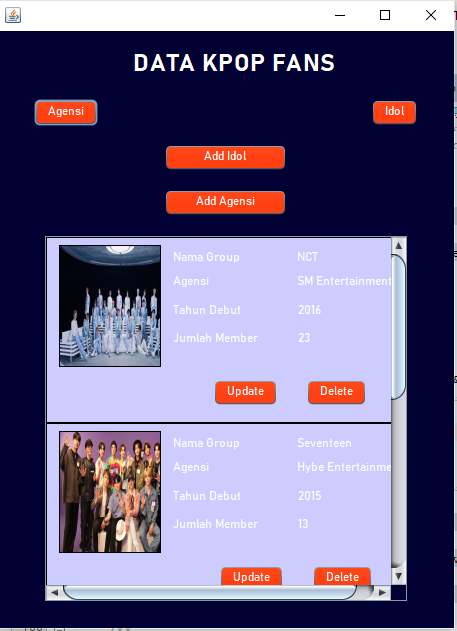 DATA KPOP FANS
Agensi Idol
Add Idol
Add Agensi
Nama Group NCT
Agensi SM Entertainment
Tahun Debut 2016
Jumlah Member 23
Update Delete
Nama Group Seventeen
Agensi Hybe Entertainme
Tahun Debut 2015
Jumlah Member 13
Update Delete